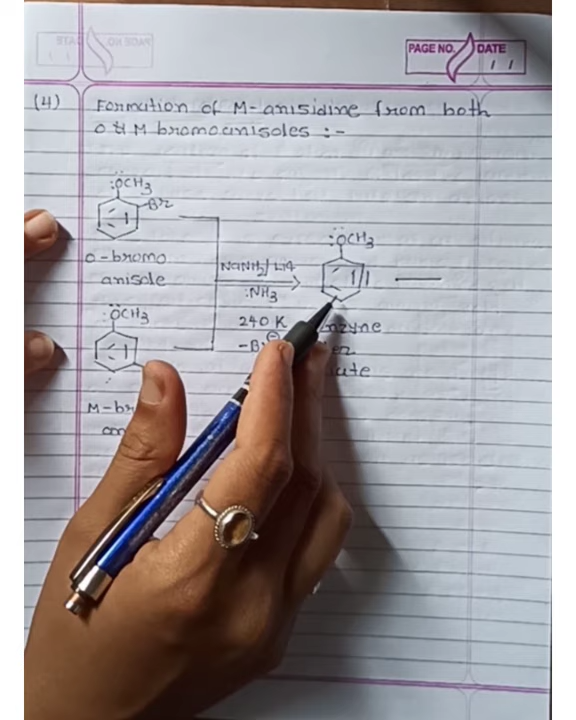 PAGE NO. DATE
/ /
(4) Formation of M-anisidine from both
O & M bromoanisoles :-
:ÖCH3
Br
O-bromo
anisole
:ÖCH3
M-br
NaNH2/Liq
:NH3
240 K
:ÖCH3